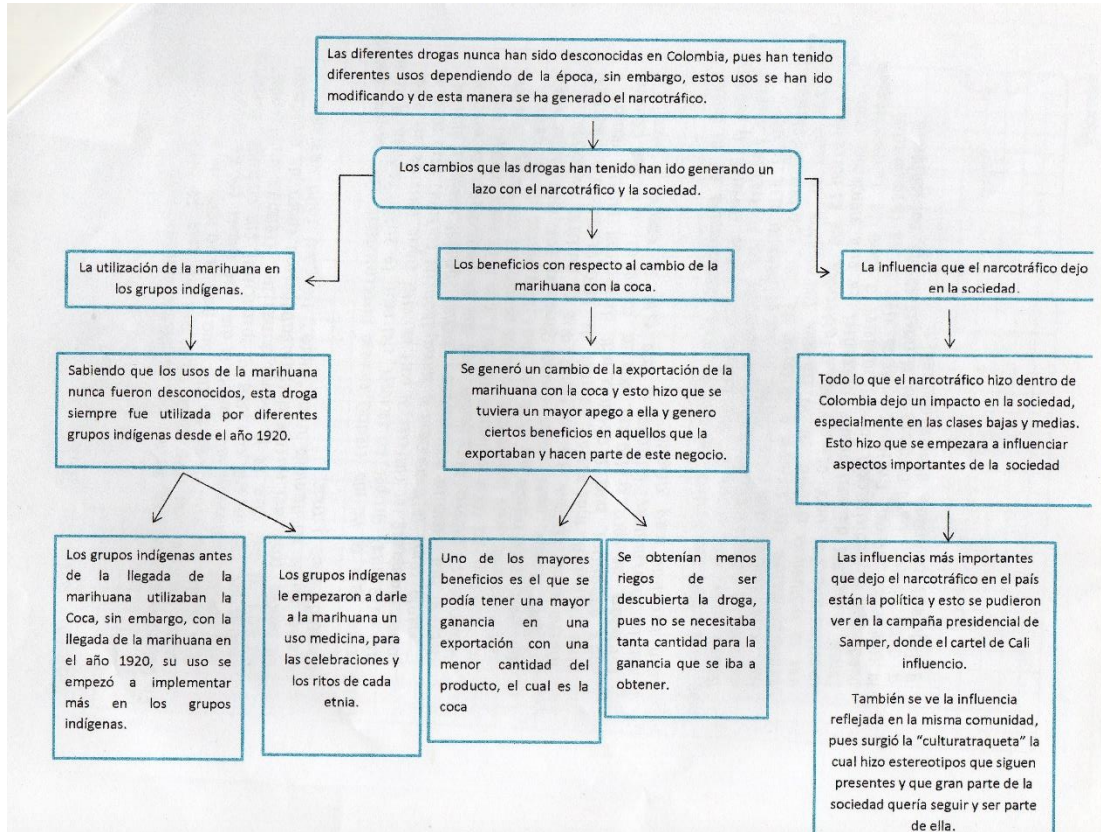 Las diferentes drogas nunca han sido desconocidas en Colombia, pues han tenido
diferentes usos dependiendo de la época, sin embargo, estos usos se han ido
modificando y de esta manera se ha generado el narcotráfico.
Los cambios que las drogas han tenido han ido generando un
lazo con el narcotráfico y la sociedad.
La utilización de la marihuana en
los grupos indígenas.
Los beneficios con respecto al cambio de la
marihuana con la coca.
La influencia que el narcotráfico dejo
en la sociedad.
Sabiendo que los usos de la marihuana
nunca fueron desconocidos, esta droga
siempre fue utilizada por diferentes
grupos indígenas desde el año 1920.
Se generó un cambio de la exportación de la
marihuana con la coca y esto hizo que se
tuviera un mayor apego a ella y genero
ciertos beneficios en aquellos que la
exportaban y hacen parte de este negocio.
Todo lo que el narcotráfico hizo dentro de
Colombia dejo un impacto en la sociedad,
especialmente en las clases bajas y medias.
Esto hizo que se empezara a influenciar
aspectos importantes de la sociedad
Los grupos indígenas antes
de la llegada de la
marihuana utilizaban la
Coca, sin embargo, con la
llegada de la marihuana en
el año 1920, su uso se
empezó a implementar
más en los grupos
indígenas.
Los grupos indígenas
le empezaron a darle
a la marihuana un
uso medicina, para
las celebraciones y
los ritos de cada
etnia.
Uno de los mayores
beneficios es el que se
podía tener una mayor
ganancia en una
exportación con una
menor cantidad del
producto, el cual es la
coca
Se obtenían menos
riegos de ser
descubierta la droga,
pues no se necesitaba
tanta cantidad para la
ganancia que se iba a
obtener.
Las influencias más importantes
que dejo el narcotráfico en el país
están la política y esto se pudieron
ver en la campaña presidencial de
Samper, donde el cartel de Cali
influencio.
También se ve la influencia
reflejada en la misma comunidad,
pues surgió la "culturatraqueta" la
cual hizo estereotipos que siguen
presentes y que gran parte de la
sociedad quería seguir y ser parte
de ella.